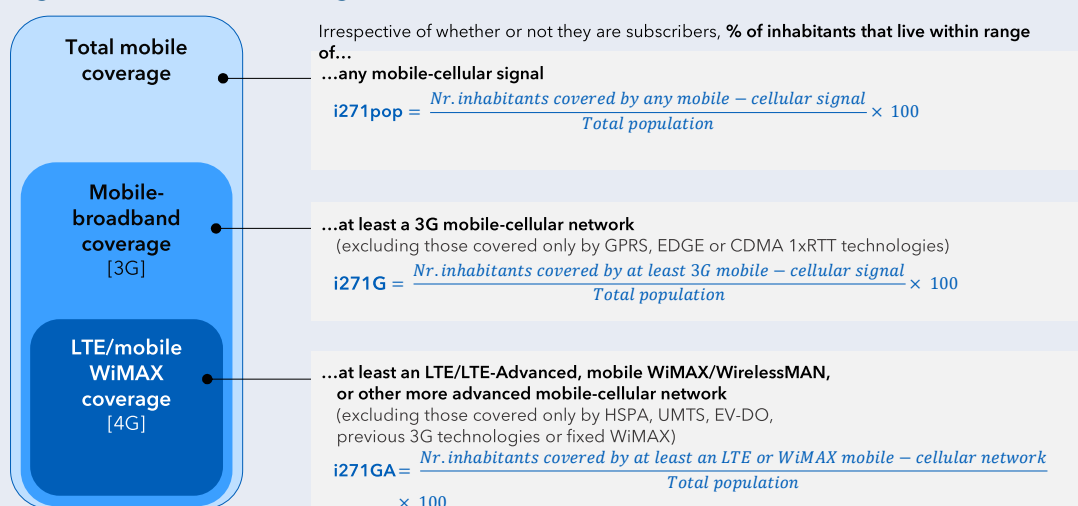 Total mobile
coverage
Irrespective of whether or not they are subscribers, % of inhabitants that live within range
of…
…any mobile-cellular signal
i271pop = Nr. inhabitants covered by any mobile − cellular signal / Total population × 100
Mobile-
broadband
coverage
[3G]
…at least a 3G mobile-cellular network
(excluding those covered only by GPRS, EDGE or CDMA 1xRTT technologies)
i271G = Nr. inhabitants covered by at least 3G mobile − cellular signal / Total population × 100
LTE/mobile
WiMAX
coverage
[4G]
…at least an LTE/LTE-Advanced, mobile WiMAX/WirelessMAN,
or other more advanced mobile-cellular network
(excluding those covered only by HSPA, UMTS, EV-DO,
previous 3G technologies or fixed WiMAX)
i271GA = Nr. inhabitants covered by at least an LTE or WiMAX mobile − cellular network / Total population
× 100